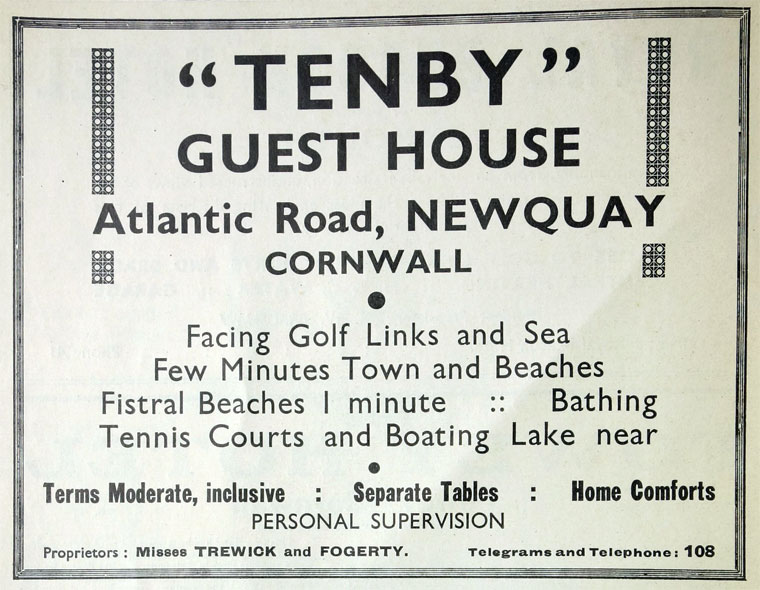 “TENBY”
GUEST HOUSE
Atlantic Road, NEWQUAY
CORNWALL
Facing Golf Links and Sea
Few Minutes Town and Beaches
Fistral Beaches 1 minute :: Bathing
Tennis Courts and Boating Lake near
Terms Moderate, inclusive : Separate Tables : Home Comforts
PERSONAL SUPERVISION
Proprietors : Misses TREWICK and FOGERTY. Telegrams and Telephone : 108